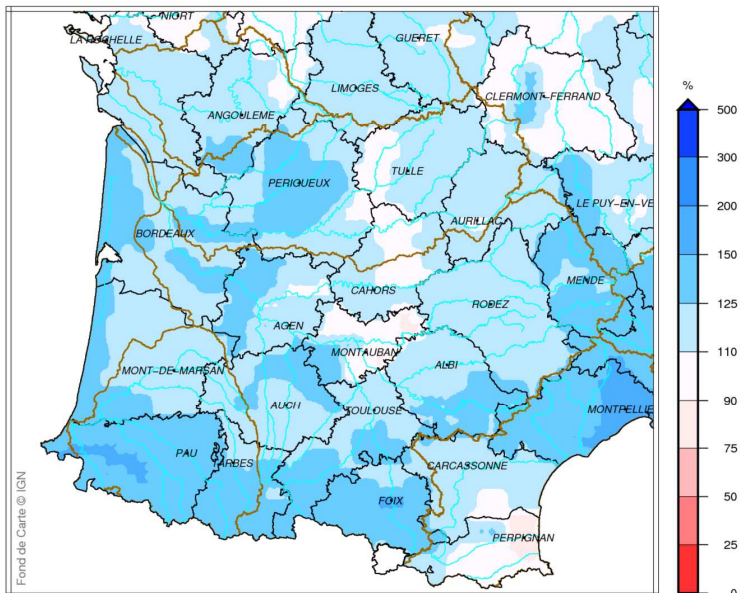 NIORT
LA ROCHELLE
GUERET
%
LIMOGES
CLERMONT-FERRAND
500
ANGOULEME
300
TULLE
PERIGUEUX
200
LE PUY-EN-VE
AURILLAC
BORDEAUX
150
MENDE
CAHORS
125
RODEZ
AGEN
110
MONTAUBAN
ALBI
MONT-DE-MARSAN
90
AUCH
TOULOUSE
MONTPELLIE
75
PAU
TARBES
CARCASSONNE
50
FOIX
PERPIGNAN
25
0
Fond de Carte © IGN